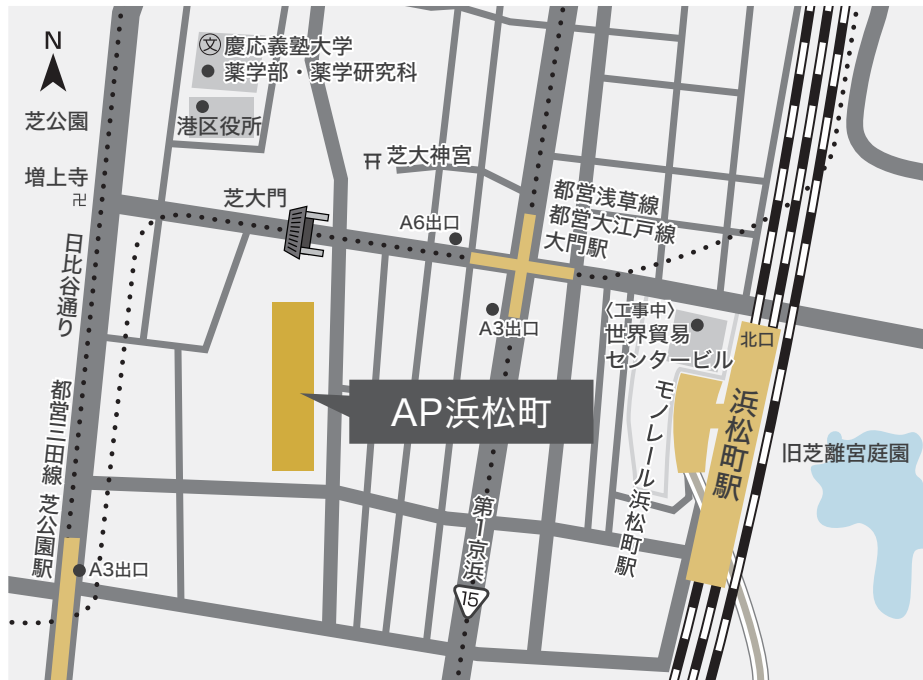 N
文 慶応義塾大学
薬学部・薬学研究科
港区役所
芝公園
増上寺
卍
芝大門
芝大神宮
A6出口
都営浅草線
都営大江戸線
大門駅
日比谷通り
A3出口
〈工事中〉
世界貿易
センタービル
北口
浜松町駅
モノレール浜松町駅
AP浜松町
旧芝離宮庭園
都営三田線 芝公園駅
A3出口
第1京浜
15